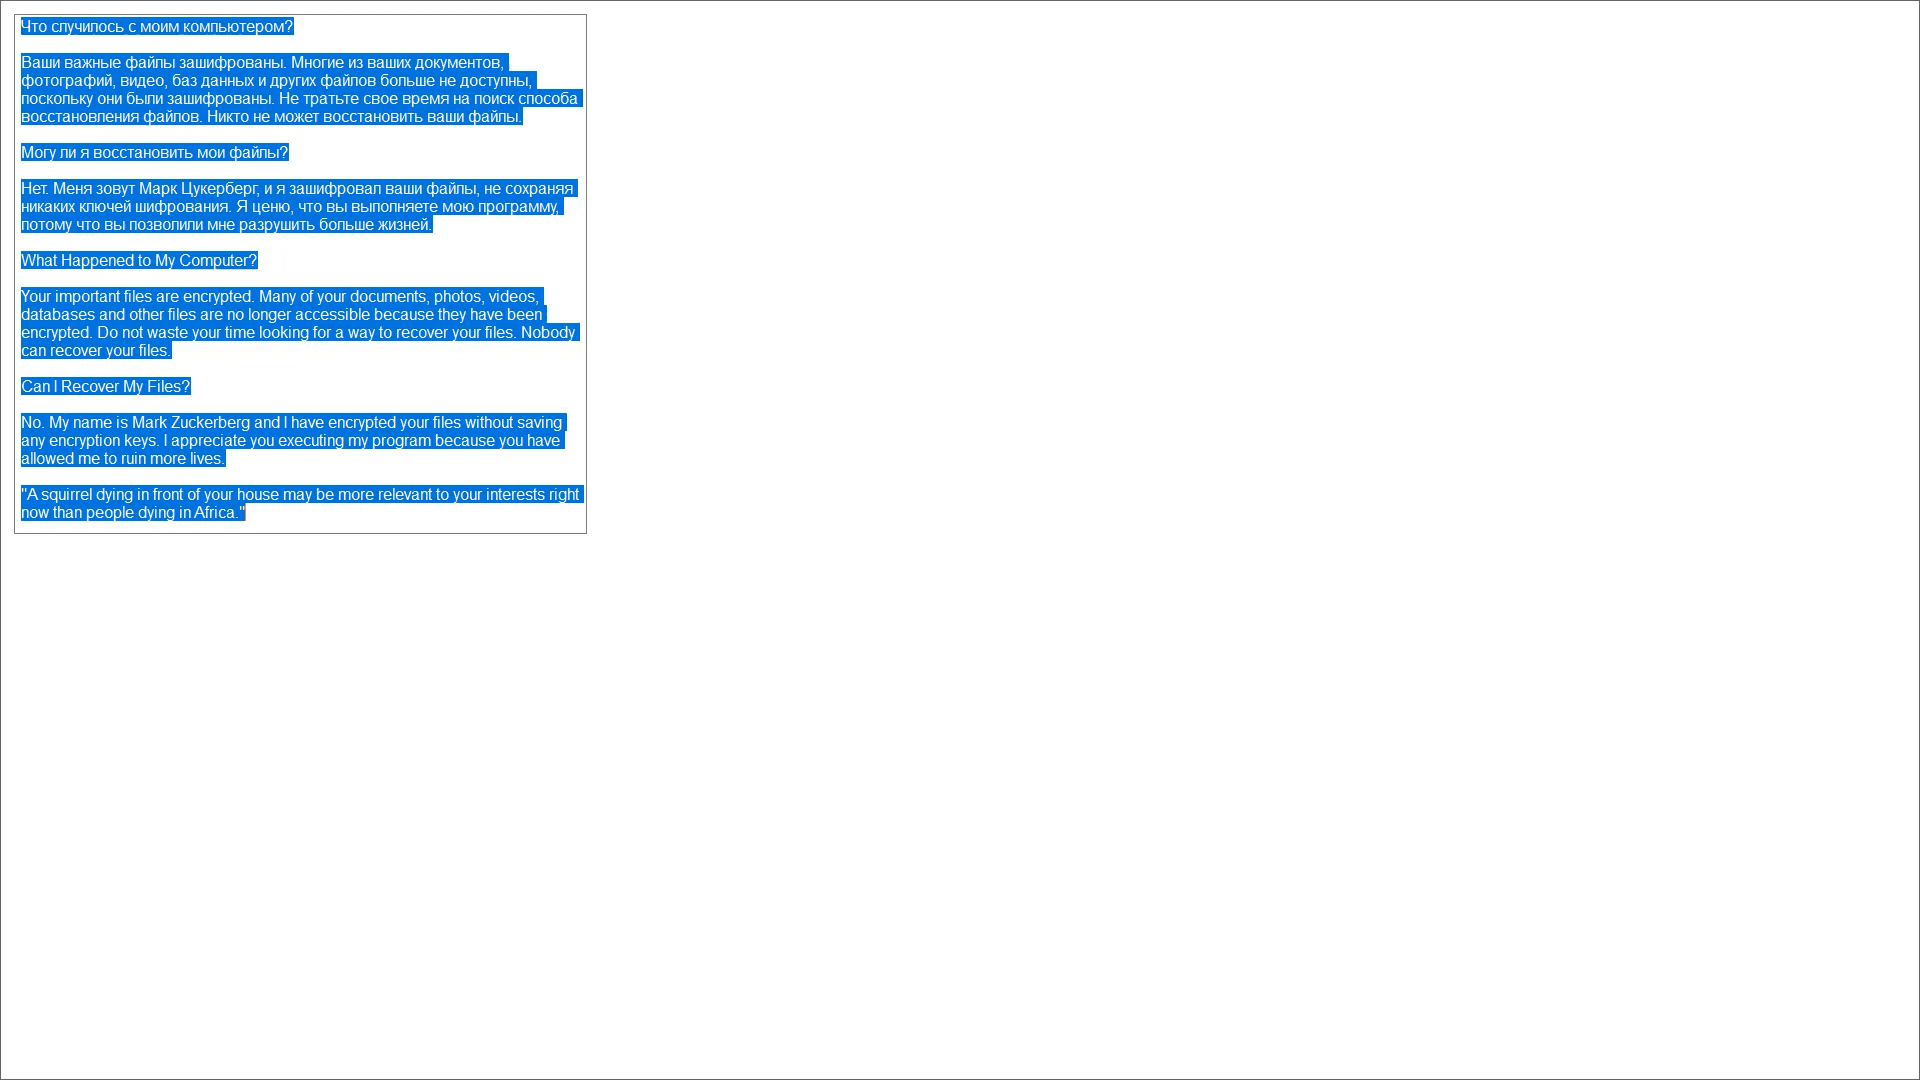 Что случилось с моим компьютером?
Ваши важные файлы зашифрованы. Многие из ваших документов,
фотографий, видео, баз данных и других файлов больше не доступны,
поскольку они были зашифрованы. Не тратьте свое время на поиск способа
восстановления файлов. Никто не может восстановить ваши файлы.
Могу ли я восстановить мои файлы?
Нет. Меня зовут Марк Цукерберг, и я зашифровал ваши файлы, не сохраняя
никаких ключей шифрования. Я ценю, что вы выполняете мою программу,
потому что вы позволили мне разрушить больше жизней.
What Happened to My Computer?
Your important files are encrypted. Many of your documents, photos, videos,
databases and other files are no longer accessible because they have been
encrypted. Do not waste your time looking for a way to recover your files. Nobody
can recover your files.
Can I Recover My Files?
No. My name is Mark Zuckerberg and I have encrypted your files without saving
any encryption keys. I appreciate you executing my program because you have
allowed me to ruin more lives.
"A squirrel dying in front of your house may be more relevant to your interests right
now than people dying in Africa."